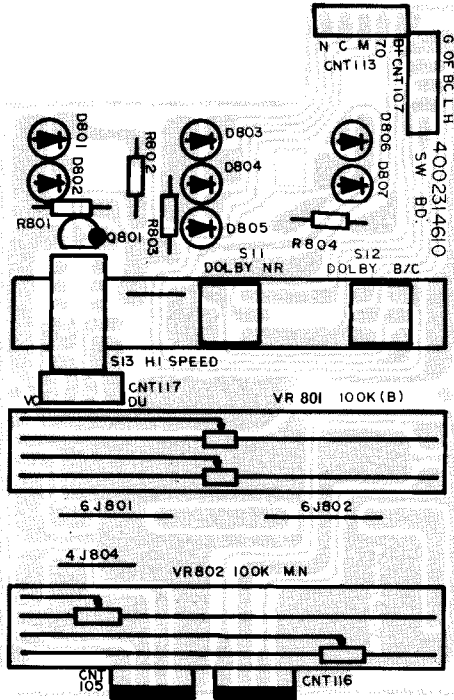 N C M 70
CNT113
B+CNT107
G OF BC L H
4002314610
SW BD
D801
D802
R802
D803
D804
D805
D806
D807
R801
Q801
R803
R804
S11
DOLBY NR
S12
DOLBY B/C
S13 HI SPEED
CNT117
VC DU
VR 801 100K (B)
6J801
6J802
4J804
VR802 100K MN
CNT
105
CNT116